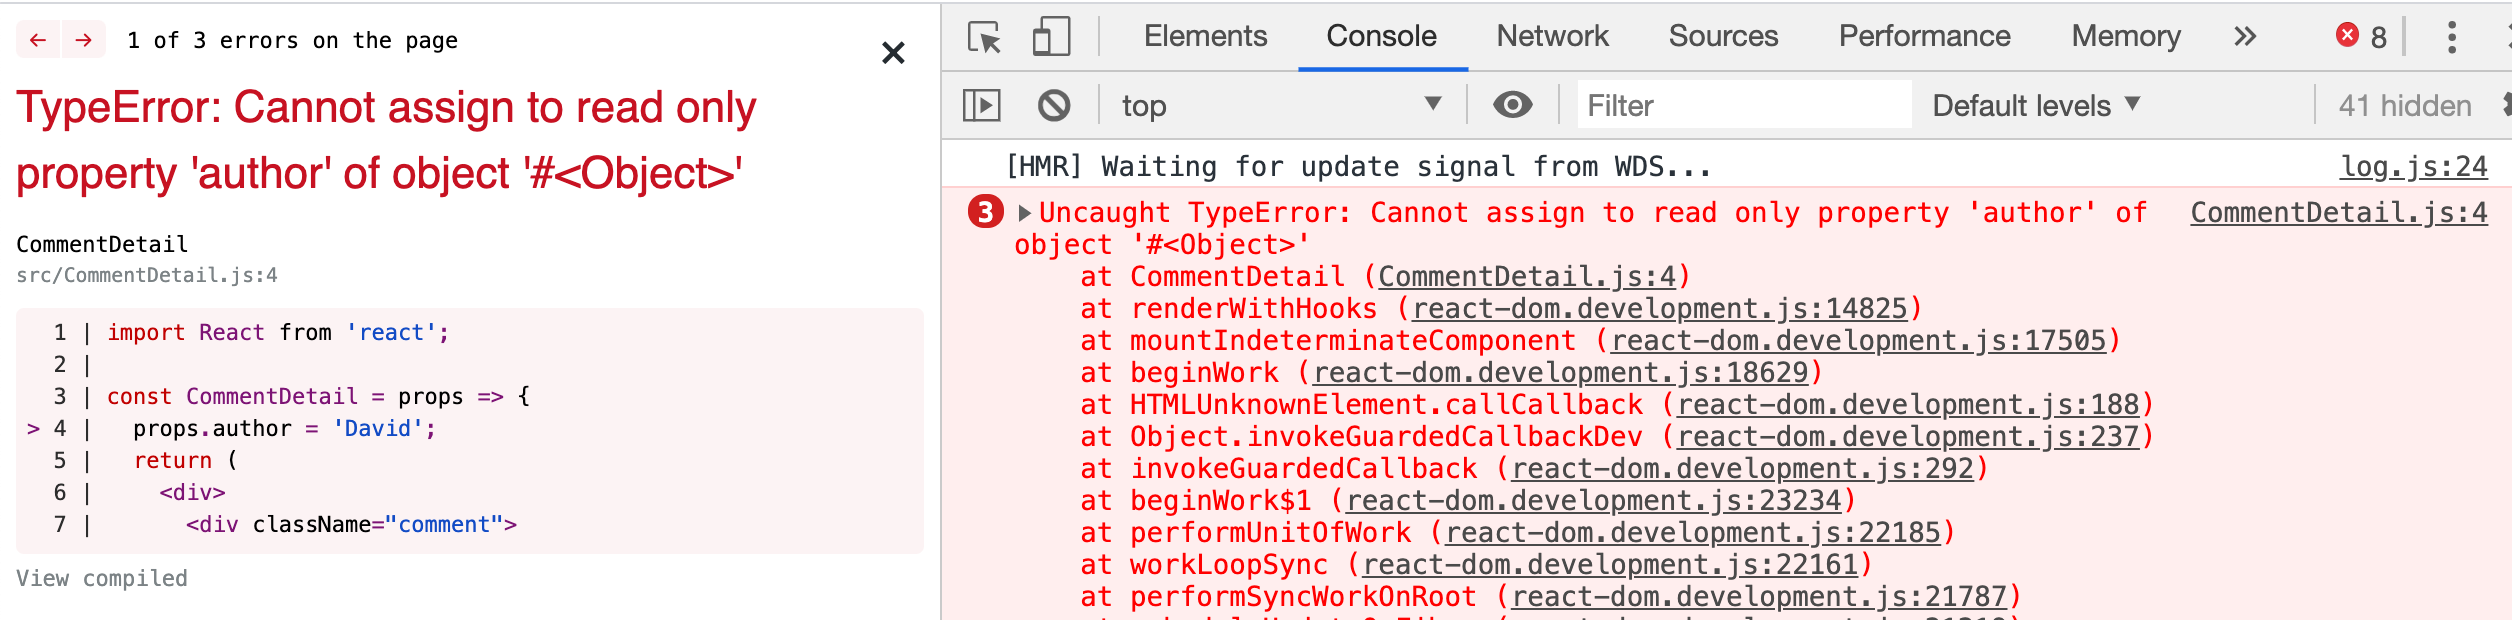 ← → 1 of 3 errors on the page
TypeError: Cannot assign to read only
property 'author' of object '#<Object>'
CommentDetail
src/CommentDetail.js:4
1 | import React from 'react';
2 |
3 | const CommentDetail = props => {
> 4 | props.author = 'David';
5 | return (
6 | <div>
7 | <div className="comment">
View compiled
Elements Console Network Sources Performance Memory » 8
top Filter Default levels ▼ 41 hidden
[HMR] Waiting for update signal from WDS... log.js:24
3 Uncaught TypeError: Cannot assign to read only property 'author' of CommentDetail.js:4
object '#<Object>'
at CommentDetail (CommentDetail.js:4)
at renderWithHooks (react-dom.development.js:14825)
at mountIndeterminateComponent (react-dom.development.js:17505)
at beginWork (react-dom.development.js:18629)
at HTMLUnknownElement.callCallback (react-dom.development.js:188)
at Object.invokeGuardedCallbackDev (react-dom.development.js:237)
at invokeGuardedCallback (react-dom.development.js:292)
at beginWork$1 (react-dom.development.js:23234)
at performUnitOfWork (react-dom.development.js:22185)
at workLoopSync (react-dom.development.js:22161)
at performSyncWorkOnRoot (react-dom.development.js:21787)